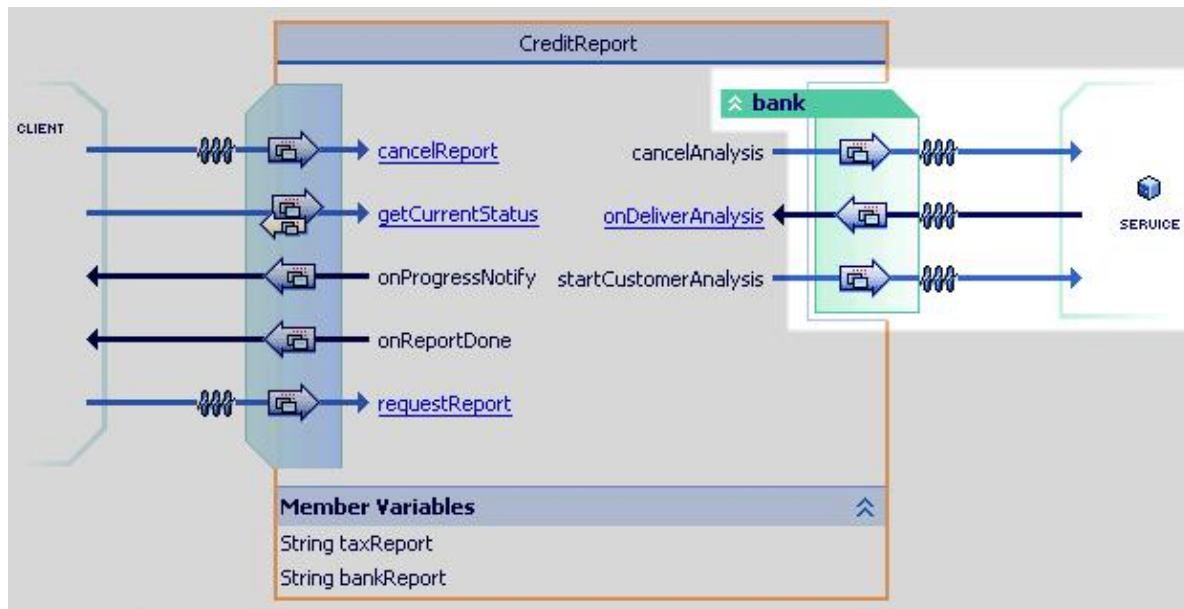 CreditReport
bank
CLIENT
cancelReport
cancelAnalysis
getCurrentStatus
onDeliverAnalysis
SERVICE
onProgressNotify
startCustomerAnalysis
onReportDone
requestReport
Member Variables
String taxReport
String bankReport